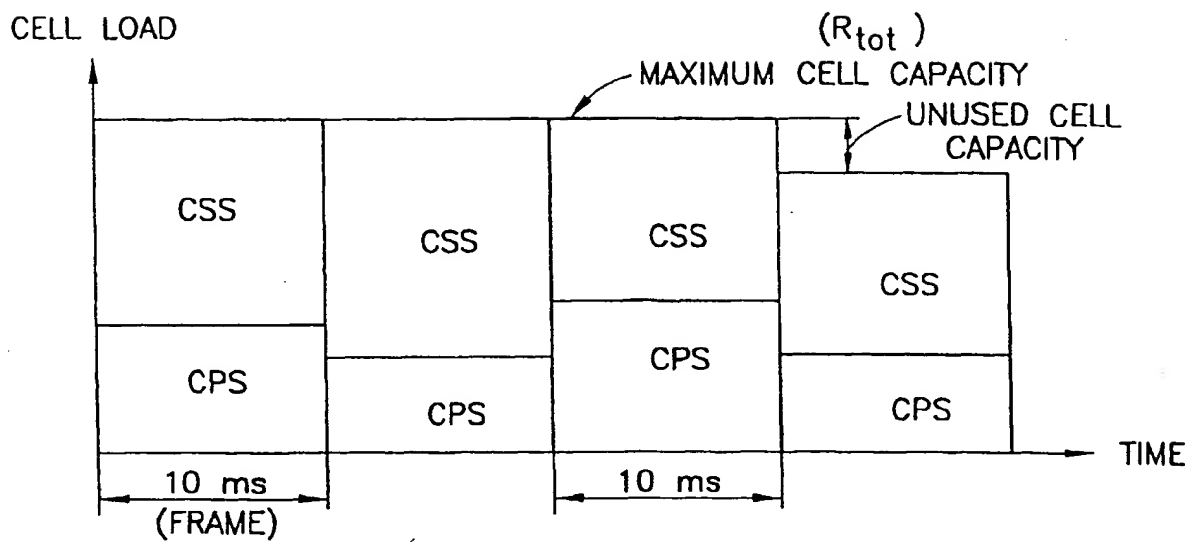 CELL LOAD
(Rtot)
MAXIMUM CELL CAPACITY
UNUSED CELL
CAPACITY
CSS
CSS
CSS
CSS
CPS
CPS
CPS
CPS
TIME
10 ms
(FRAME)
10 ms